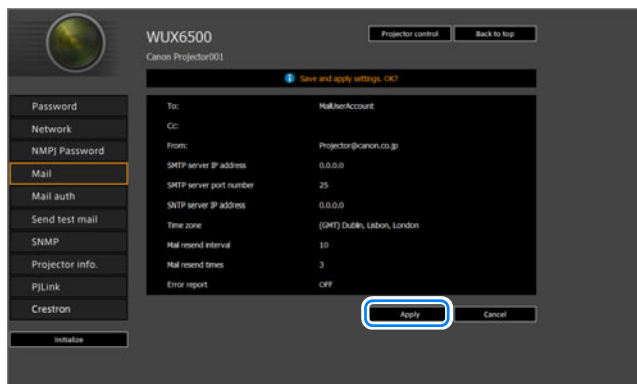 WUX6500
Projector control
Back to top
Canon Projector001
Save and apply settings. OK?
Password
Network
NMPJ Password
Mail
Mail auth
Send test mail
SNMP
Projector info.
PJLink
Crestron
Initialize
To: MailUserAccount
Cc:
From: Projector@canon.co.jp
SMTP server IP address 0.0.0.0
SMTP server port number 25
SNTP server IP address 0.0.0.0
Time zone (GMT) Dublin, Lisbon, London
Mail resend interval 10
Mail resend times 3
Error report OFF
Apply
Cancel